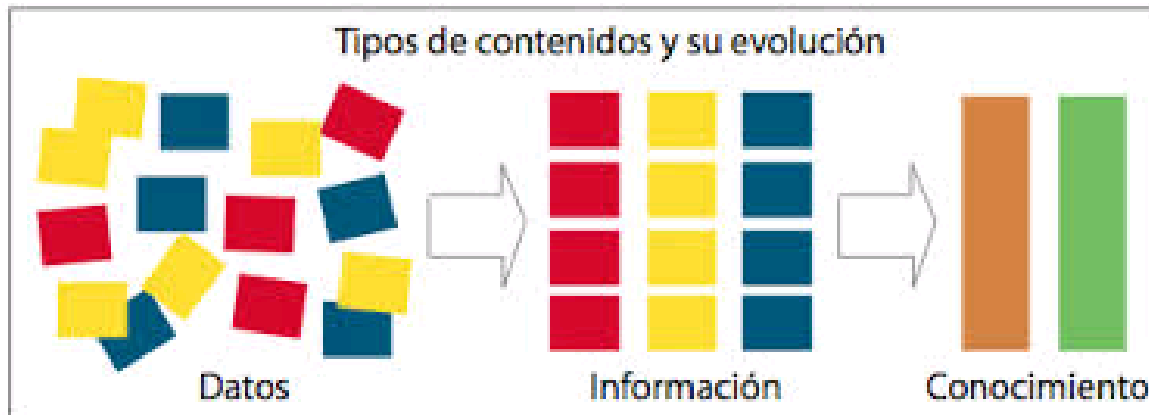 Tipos de contenidos y su evolución
Datos
Información
Conocimiento